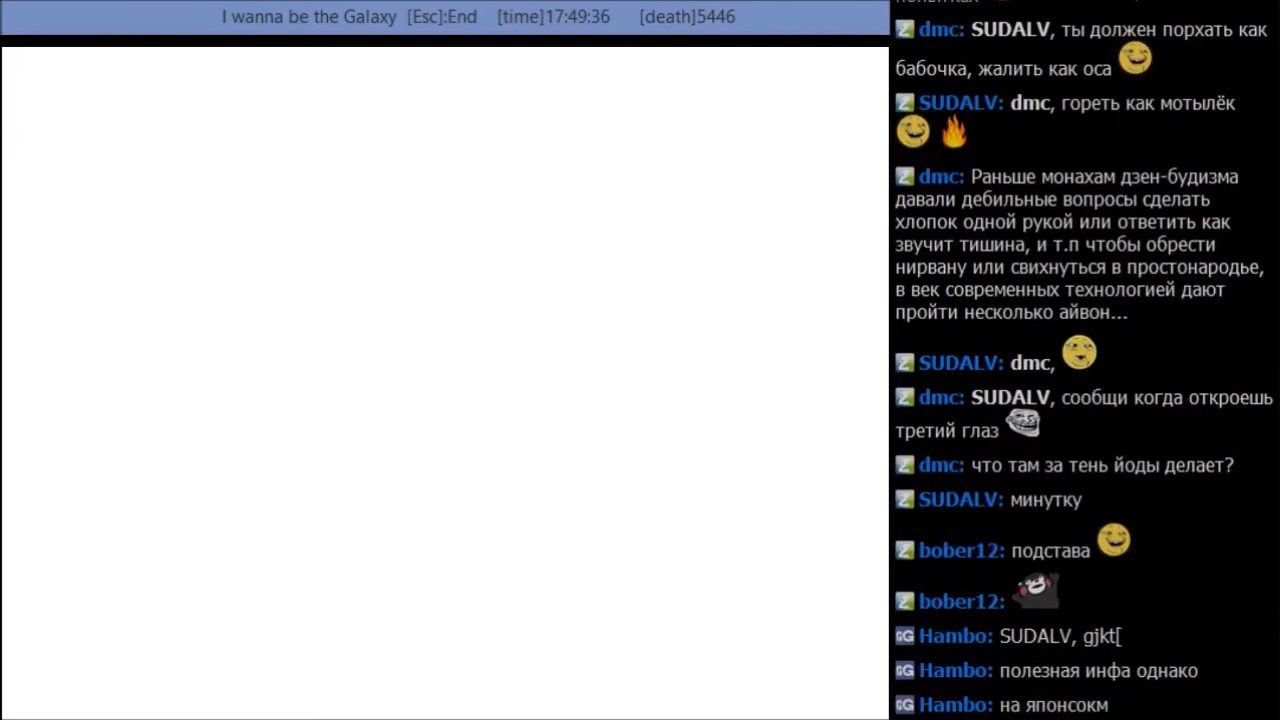 I wanna be the Galaxy [Esc]:End [time]17:49:36 [death]5446
dmc: SUDALV, ты должен порхать как
бабочка, жалить как оса
SUDALV: dmc, гореть как мотылёк
dmc: Раньше монахам дзен-будизма
давали дебильные вопросы сделать
хлопок одной рукой или ответить как
звучит тишина, и т.п чтобы обрести
нирвану или свихнуться в простонародье,
в век современных технологией дают
пройти несколько айвон...
SUDALV: dmc,
dmc: SUDALV, сообщи когда откроешь
третий глаз
dmc: что там за тень йоды делает?
SUDALV: минутку
bober12: подстава
bober12:
Hambo: SUDALV, gjkt[
Hambo: полезная инфа однако
Hambo: на японсокм